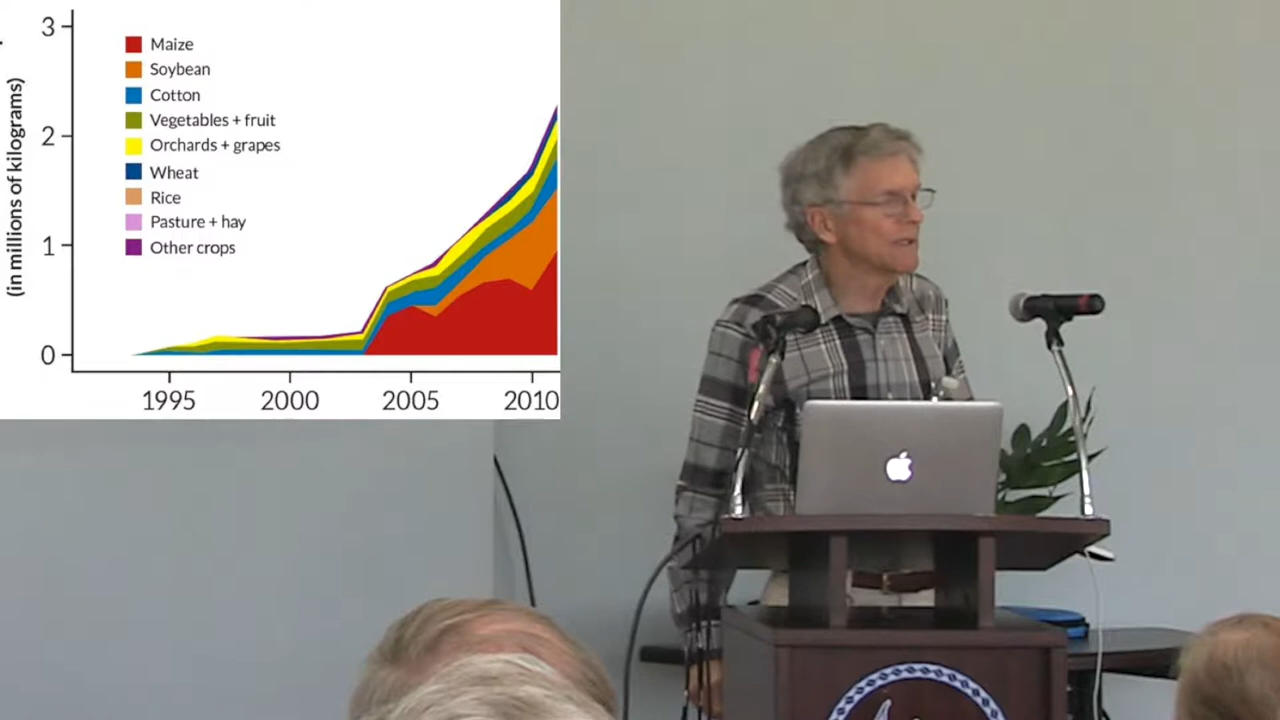 3
Maize
Soybean
Cotton
2
Vegetables + fruit
Orchards + grapes
Wheat
Rice
Pasture + hay
1
Other crops
0
(in millions of kilograms)
1995 2000 2005 2010